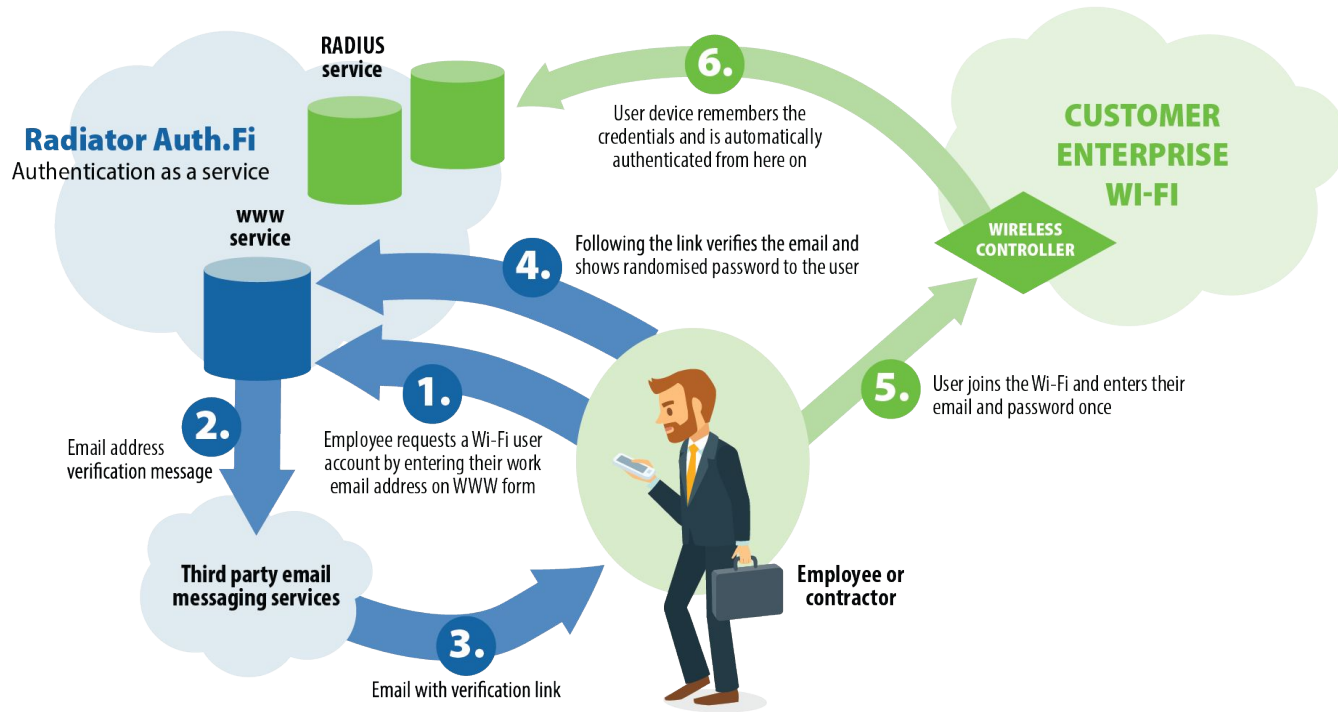 RADIUS
service
Radiator Auth.Fi
Authentication as a service
www
service
6.
User device remembers the
credentials and is automatically
authenticated from here on
CUSTOMER
ENTERPRISE
WI-FI
WIRELESS
CONTROLLER
4.
Following the link verifies the email and
shows randomised password to the user
1.
Employee requests a Wi-Fi user
account by entering their work
email address on WWW form
2.
Email address
verification message
5.
User joins the Wi-Fi and enters their
email and password once
Third party email
messaging services
3.
Email with verification link
Employee or
contractor